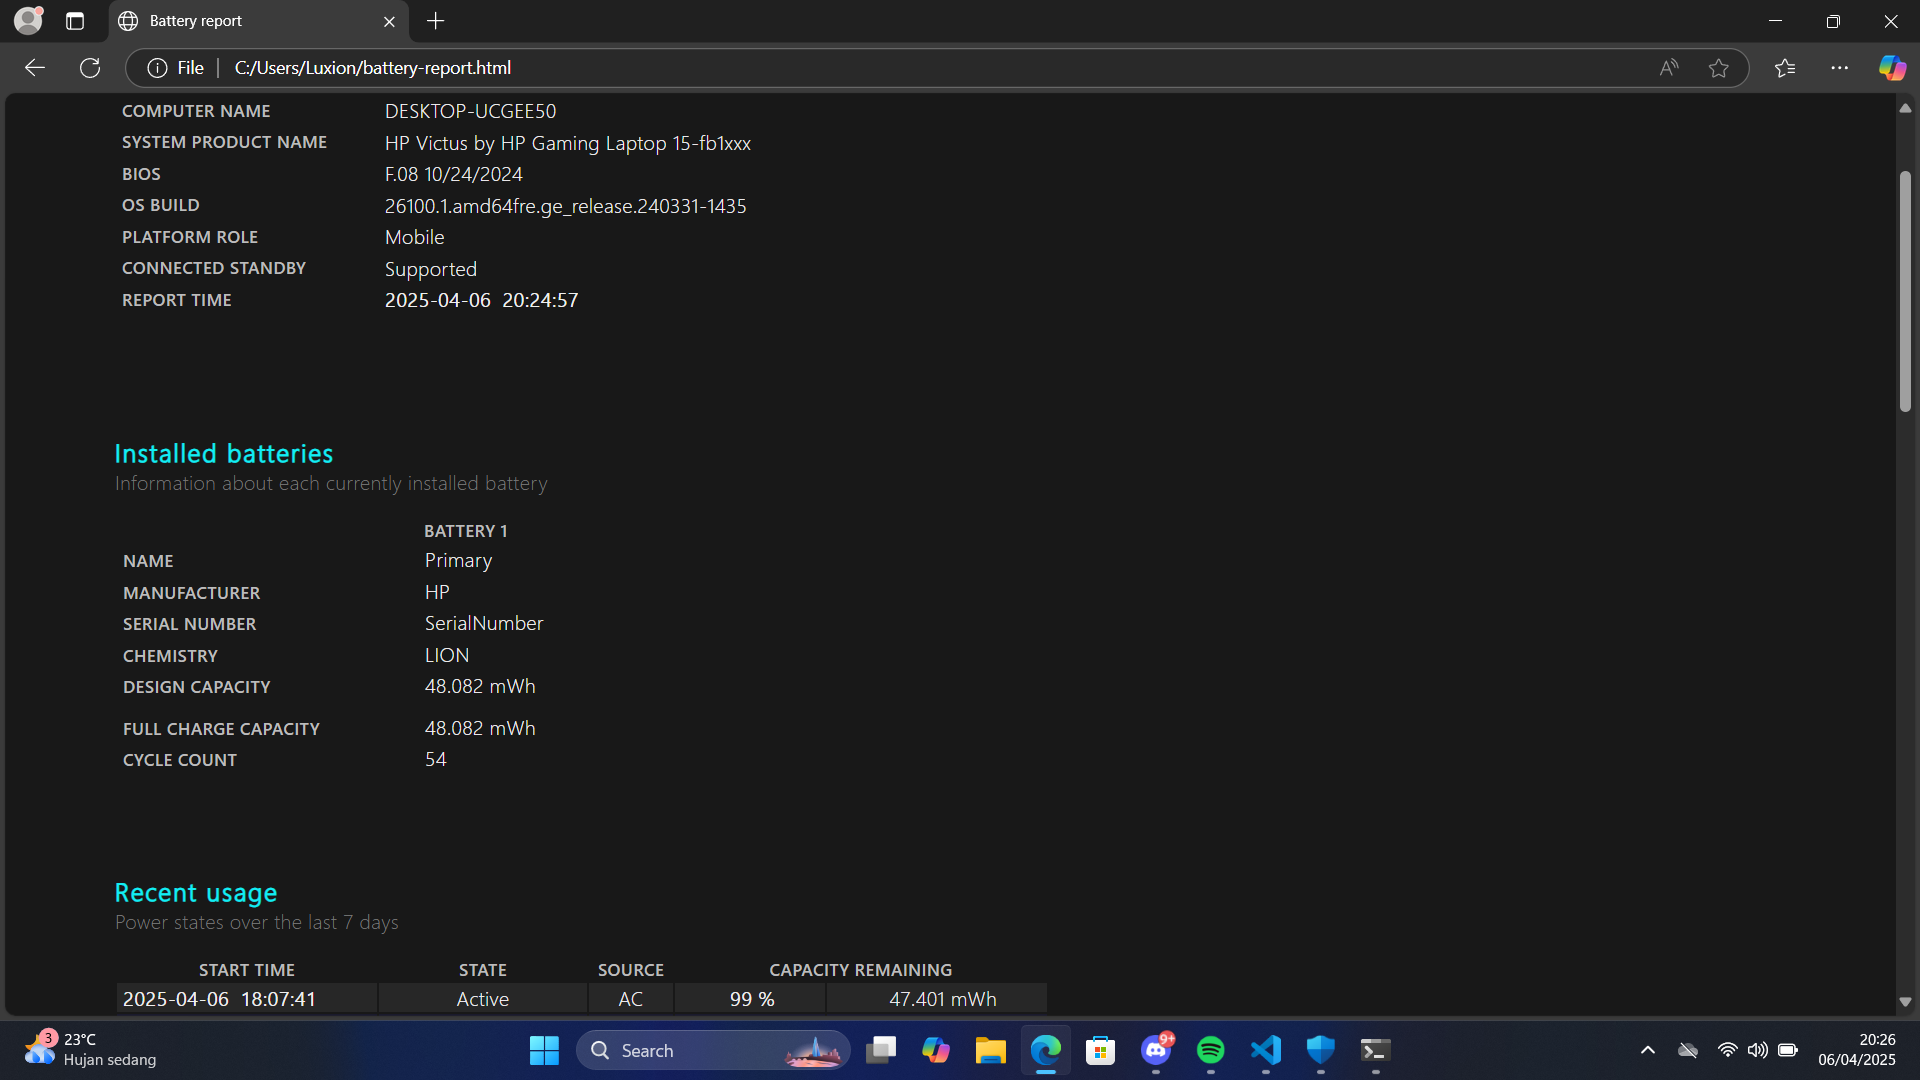 Battery report
File
C:/Users/Luxion/battery-report.html
COMPUTER NAME DESKTOP-UCGEE50
SYSTEM PRODUCT NAME HP Victus by HP Gaming Laptop 15-fb1xxx
BIOS F.08 10/24/2024
OS BUILD 26100.1.amd64fre.ge_release.240331-1435
PLATFORM ROLE Mobile
CONNECTED STANDBY Supported
REPORT TIME 2025-04-06 20:24:57
Installed batteries
Information about each currently installed battery
BATTERY 1
NAME Primary
MANUFACTURER HP
SERIAL NUMBER SerialNumber
CHEMISTRY LION
DESIGN CAPACITY 48.082 mWh
FULL CHARGE CAPACITY 48.082 mWh
CYCLE COUNT 54
Recent usage
Power states over the last 7 days
START TIME STATE SOURCE CAPACITY REMAINING
2025-04-06 18:07:41 Active AC 99 % 47.401 mWh
3
23°C
Hujan sedang
Search
9+
20:26
06/04/2025